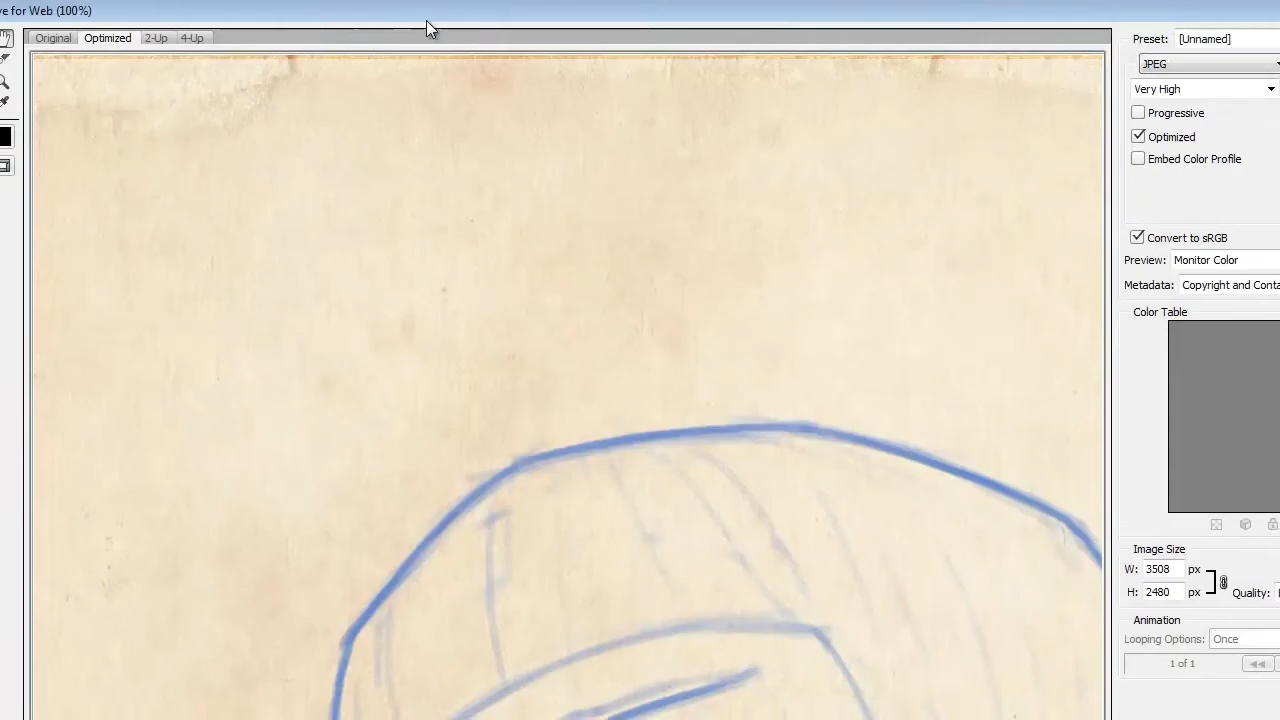 ve for Web (100%)
Original Optimized 2-Up 4-Up
Preset: [Unnamed]
JPEG
Very High
Progressive
Optimized
Embed Color Profile
Convert to sRGB
Preview: Monitor Color
Metadata: Copyright and Conta
Color Table
Image Size
W: 3508 px
H: 2480 px Quality:
Animation
Looping Options: Once
1 of 1